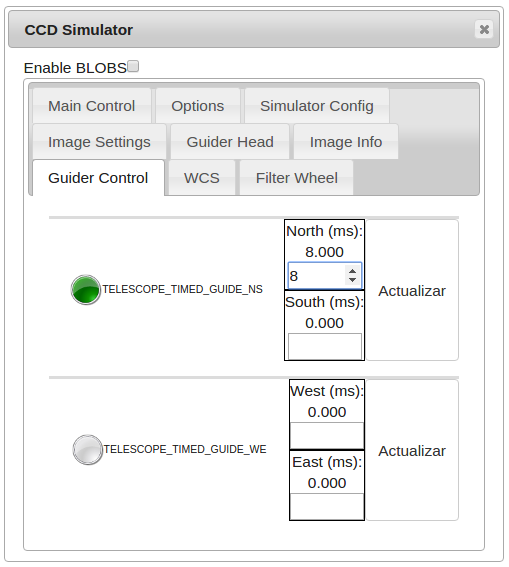 CCD Simulator
Enable BLOBS
Main Control Options Simulator Config
Image Settings Guider Head Image Info
Guider Control WCS Filter Wheel
TELESCOPE_TIMED_GUIDE_NS
North (ms):
8.000
8
South (ms):
0.000
Actualizar
TELESCOPE_TIMED_GUIDE_WE
West (ms):
0.000
East (ms):
0.000
Actualizar